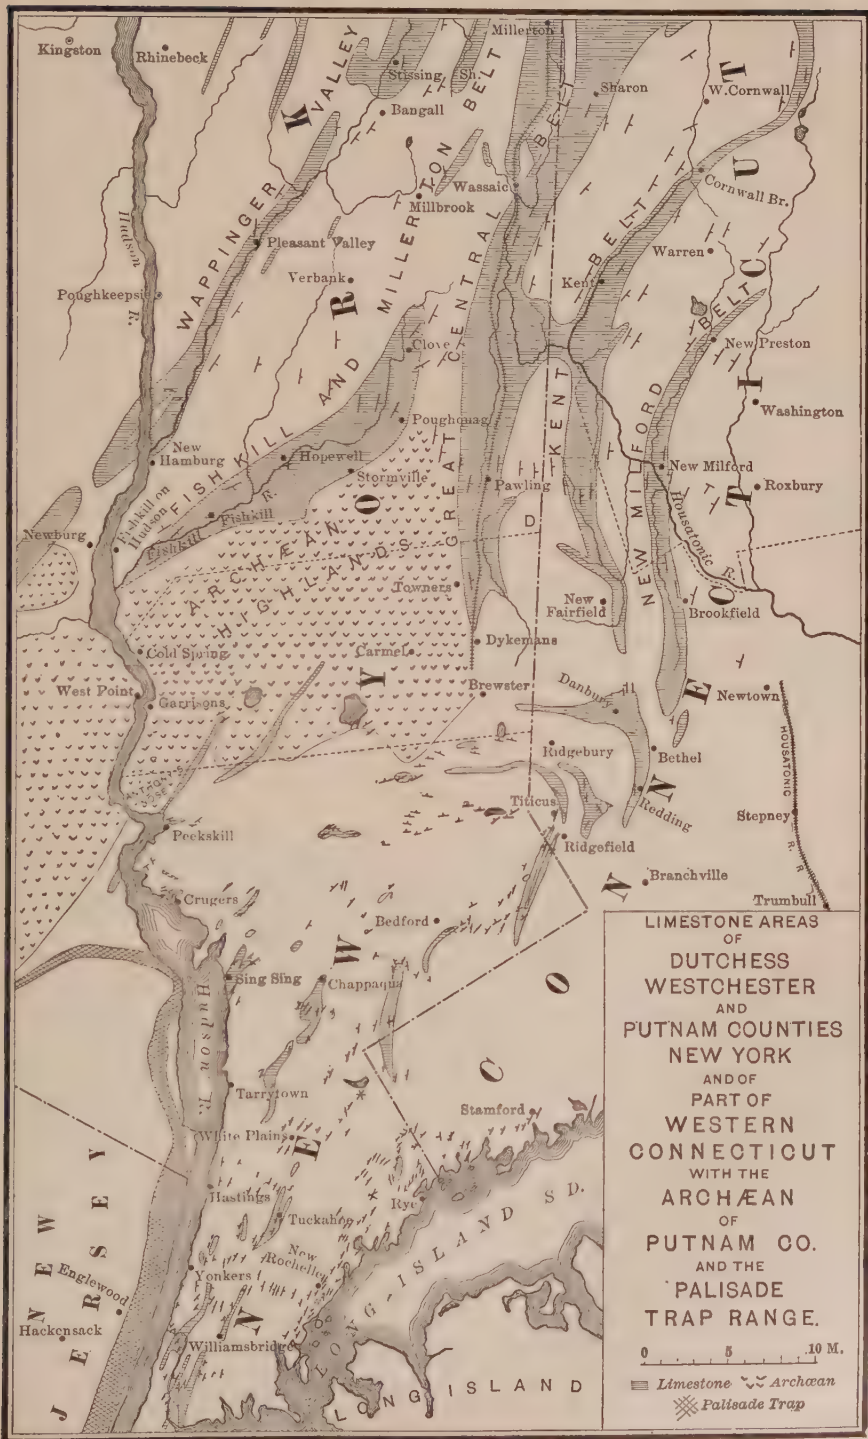 Kingston
Rhinebeck
Stissing
Sh.
Millerton
Sharon
W. Cornwall
Bangall
Wassaic
Millbrook
Cornwall Br.
Pleasant Valley
Verbank
Warren
Kent
Hudson R.
Poughkeepsie
Clove
New Preston
Washington
Poughquag
New Hamburg
Hopewell
Stormville
Pawling
New Milford
Roxbury
Fishkill on Hudson
Fishkill
Fishkill R.
Newburg
Housatonic R.
D
Towners
New Fairfield
Brookfield
Cold Spring
Carmel
Dykemans
West Point
Garrisons
Brewster
Danbury
Newtown
Ridgebury
Bethel
HOUSATONIC R. R.
Titicus
Redding
Stepney
Peekskill
Ridgefield
Branchville
Trumbull
Crugers
Bedford
Sing Sing
Chappaqua
Hudson R.
Tarrytown
Stamford
White Plains
Hastings
Tuckahoe
Rye
New Rochelle
Yonkers
Englewood
Hackensack
Williamsbridge
WAPPINGER VALLEY
FISHKILL AND MILLERTON BELT
GREAT CENTRAL BELT
KENT BELT
NEW MILFORD BELT
ARCHÆAN HIGHLANDS
NEW YORK
CONNECTICUT
NEW JERSEY
LONG-ISLAND SD.
LONG ISLAND
LIMESTONE AREAS
OF
DUTCHESS
WESTCHESTER
AND
PUTNAM COUNTIES
NEW YORK
AND OF
PART OF
WESTERN
CONNECTICUT
WITH THE
ARCHÆAN
OF
PUTNAM CO.
AND THE
PALISADE
TRAP RANGE.
0 5 10 M.
Limestone Archæan
Palisade Trap